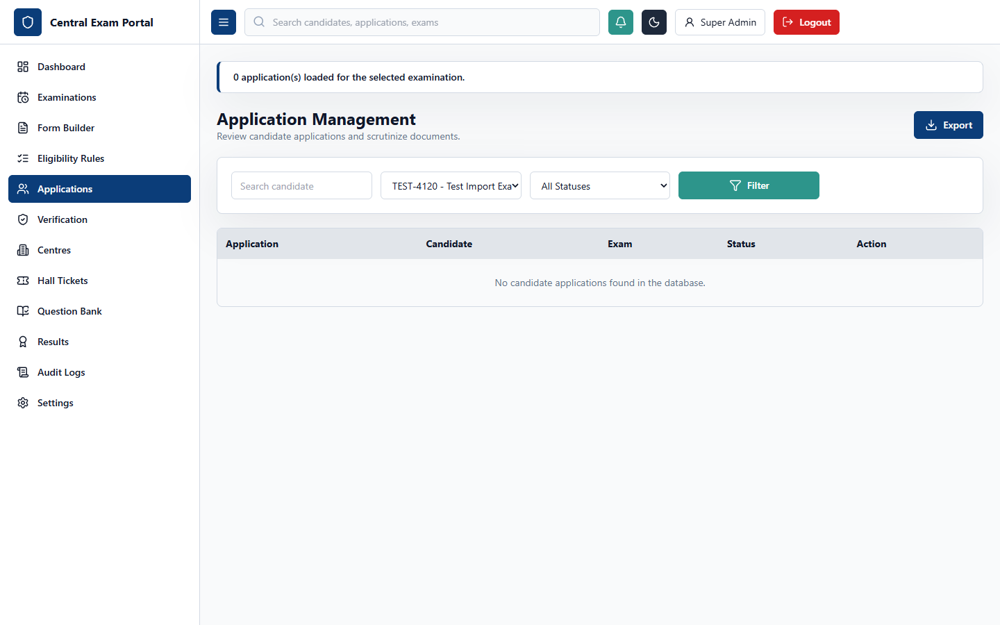 Central Exam Portal
Search candidates, applications, exams
Super Admin
Logout
Dashboard
Examinations
Form Builder
Eligibility Rules
Applications
Verification
Centres
Hall Tickets
Question Bank
Results
Audit Logs
Settings
0 application(s) loaded for the selected examination.
Application Management
Review candidate applications and scrutinize documents.
Export
Search candidate
TEST-4120 - Test Import Exa
All Statuses
Filter
Application Candidate Exam Status Action
No candidate applications found in the database.